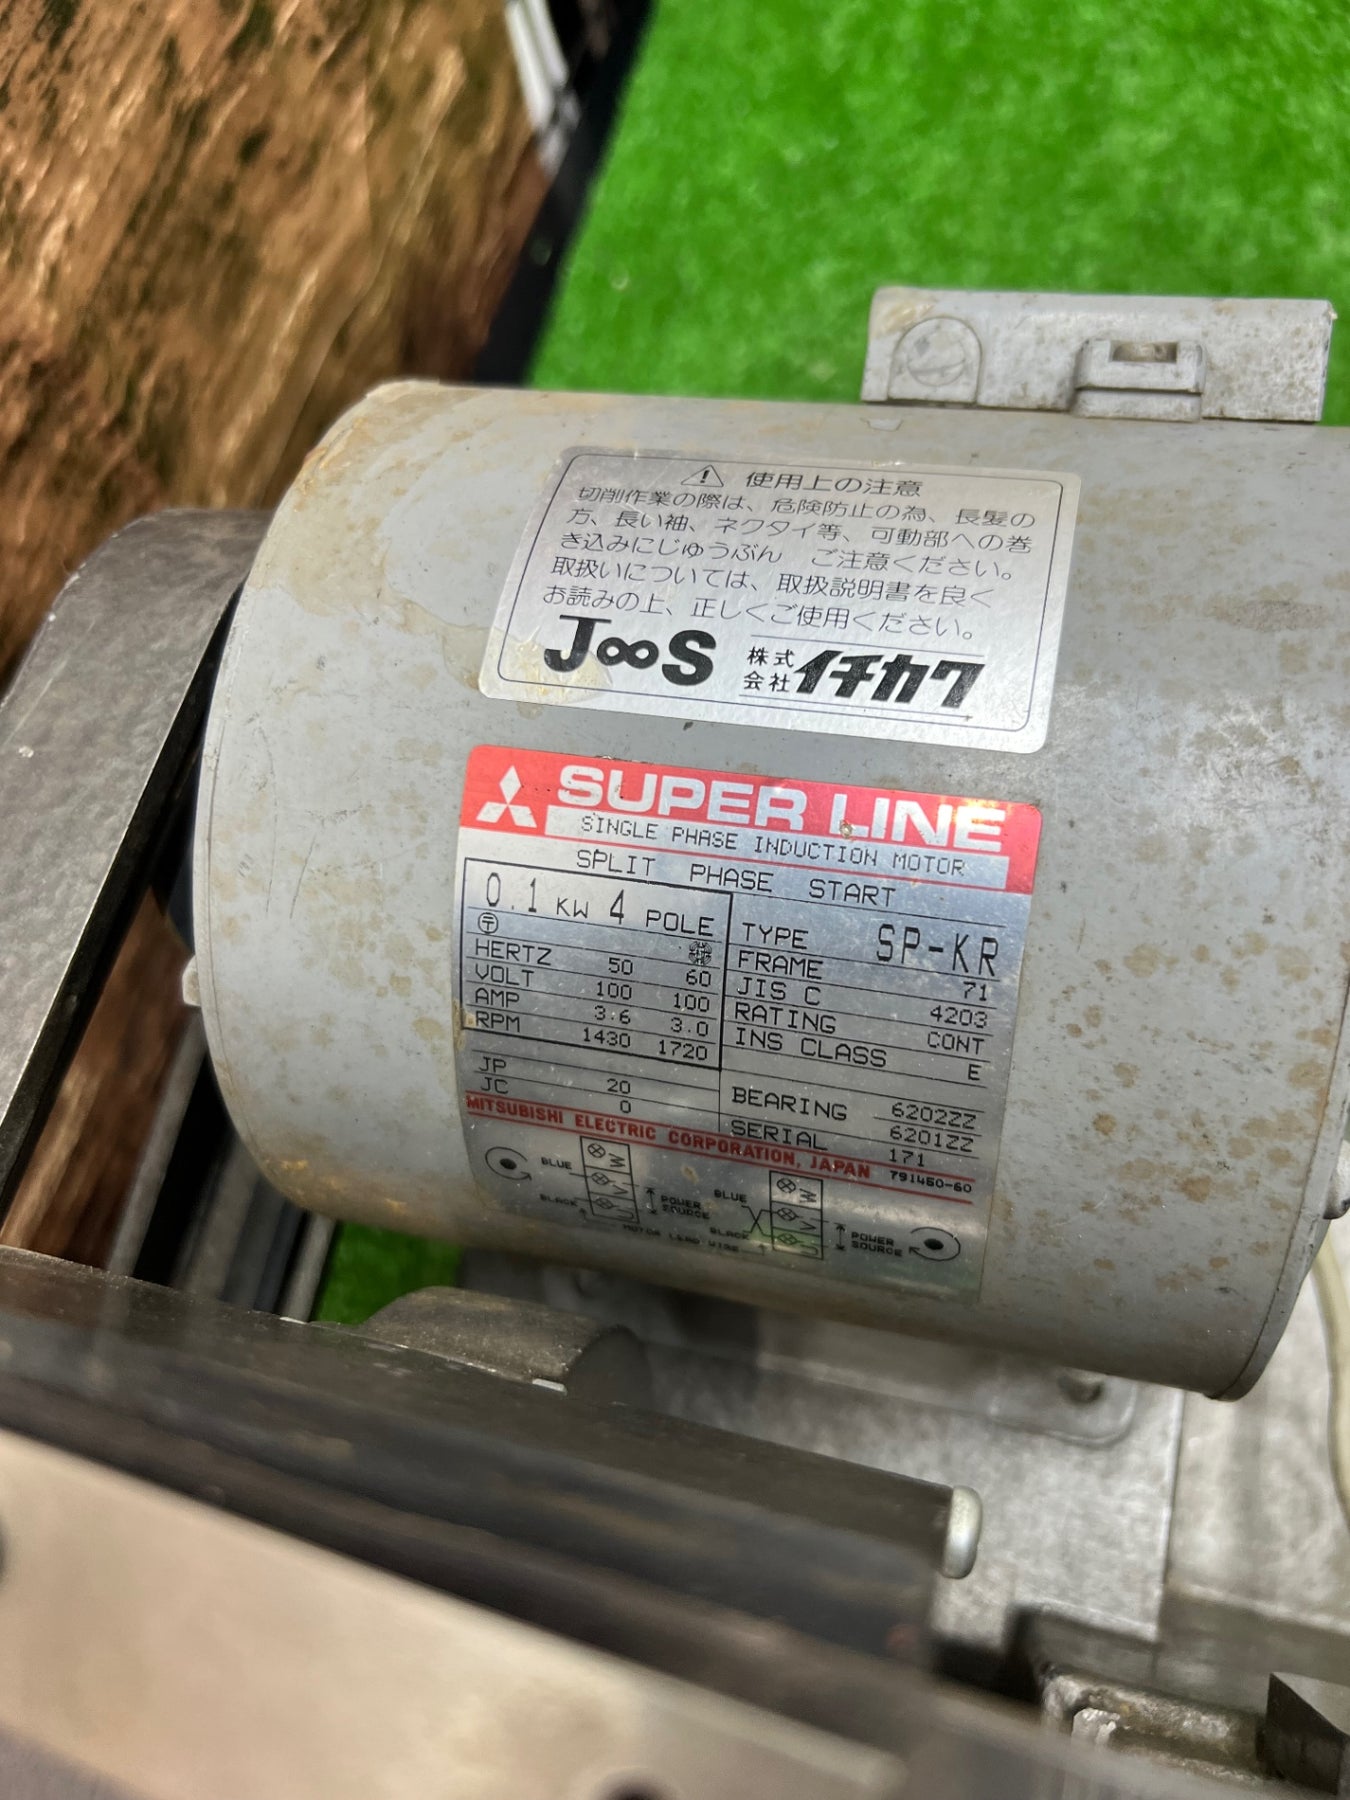 使用上の注意
切削作業の際は、危険防止の為、長髪の
方、長い袖、ネクタイ等、可動部への巻
き込みにじゅうぶん ご注意ください。
取扱いについては、取扱説明書を良く
お読みの上、正しくご使用ください。
J∞S 株式会社イチカワ
SUPER LINE
SINGLE PHASE INDUCTION MOTOR
SPLIT PHASE START
0.1 KW 4 POLE
HERTZ 50 60
VOLT 100 100
AMP 3.6 3.0
RPM 1430 1720
JP 20
JC 0
TYPE SP-KR
FRAME 71
JIS C 4203
RATING CONT
INS CLASS E
BEARING 6202ZZ
6201ZZ
SERIAL 171
MITSUBISHI ELECTRIC CORPORATION, JAPAN 791450-60
BLUE W
V
BLACK U
POWER
SOURCE
MOTOR LEAD WIRE
BLUE W
V
BLACK U
POWER
SOURCE